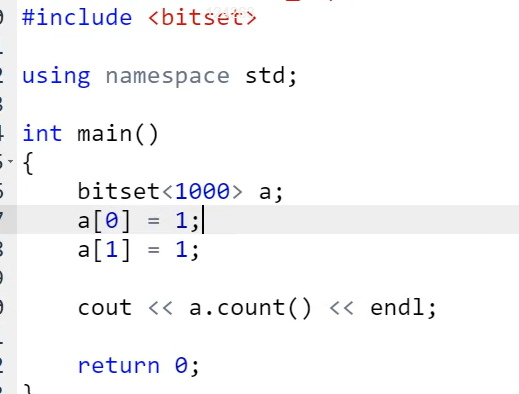 #include <bitset>
using namespace std;
int main()
{
    bitset<1000> a;
    a[0] = 1;
    a[1] = 1;
    cout << a.count() << endl;
    return 0;
}